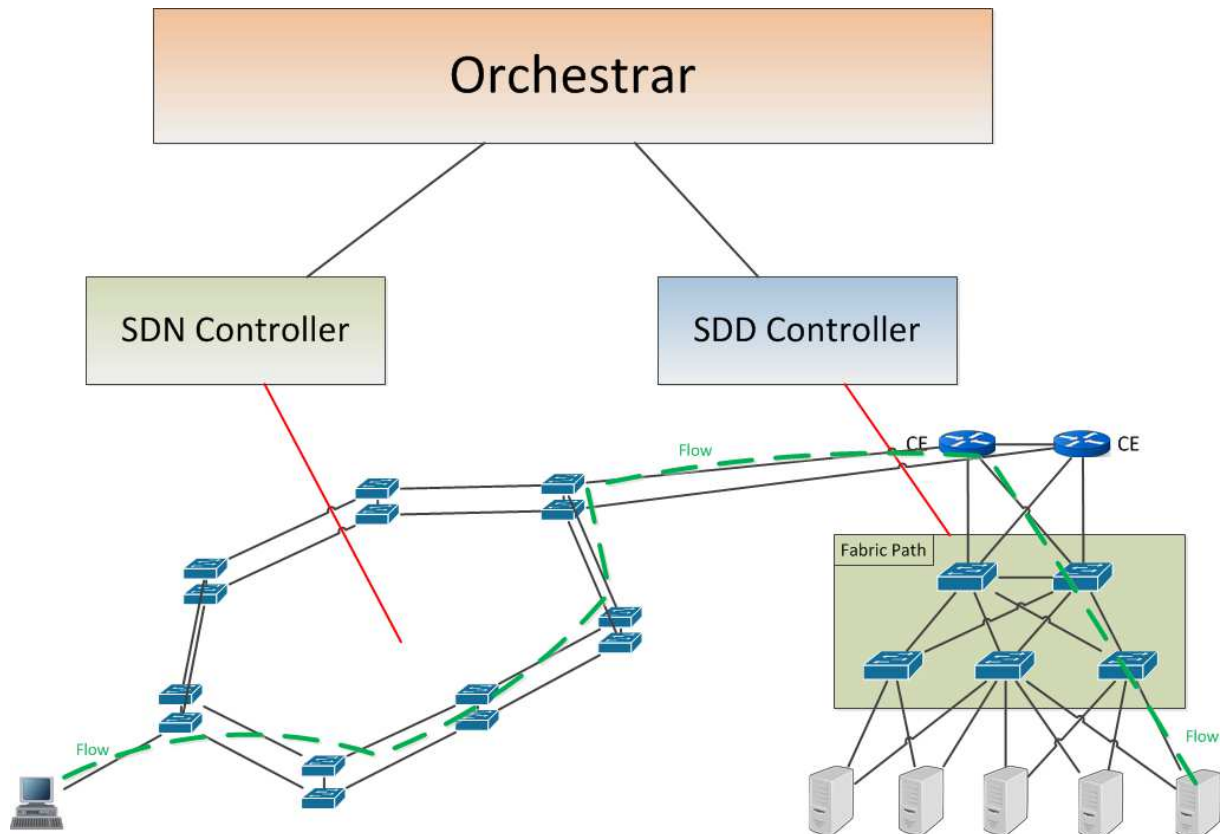 Orchestrar
SDN Controller
SDD Controller
Flow
CE
CE
Fabric Path
Flow
Flow